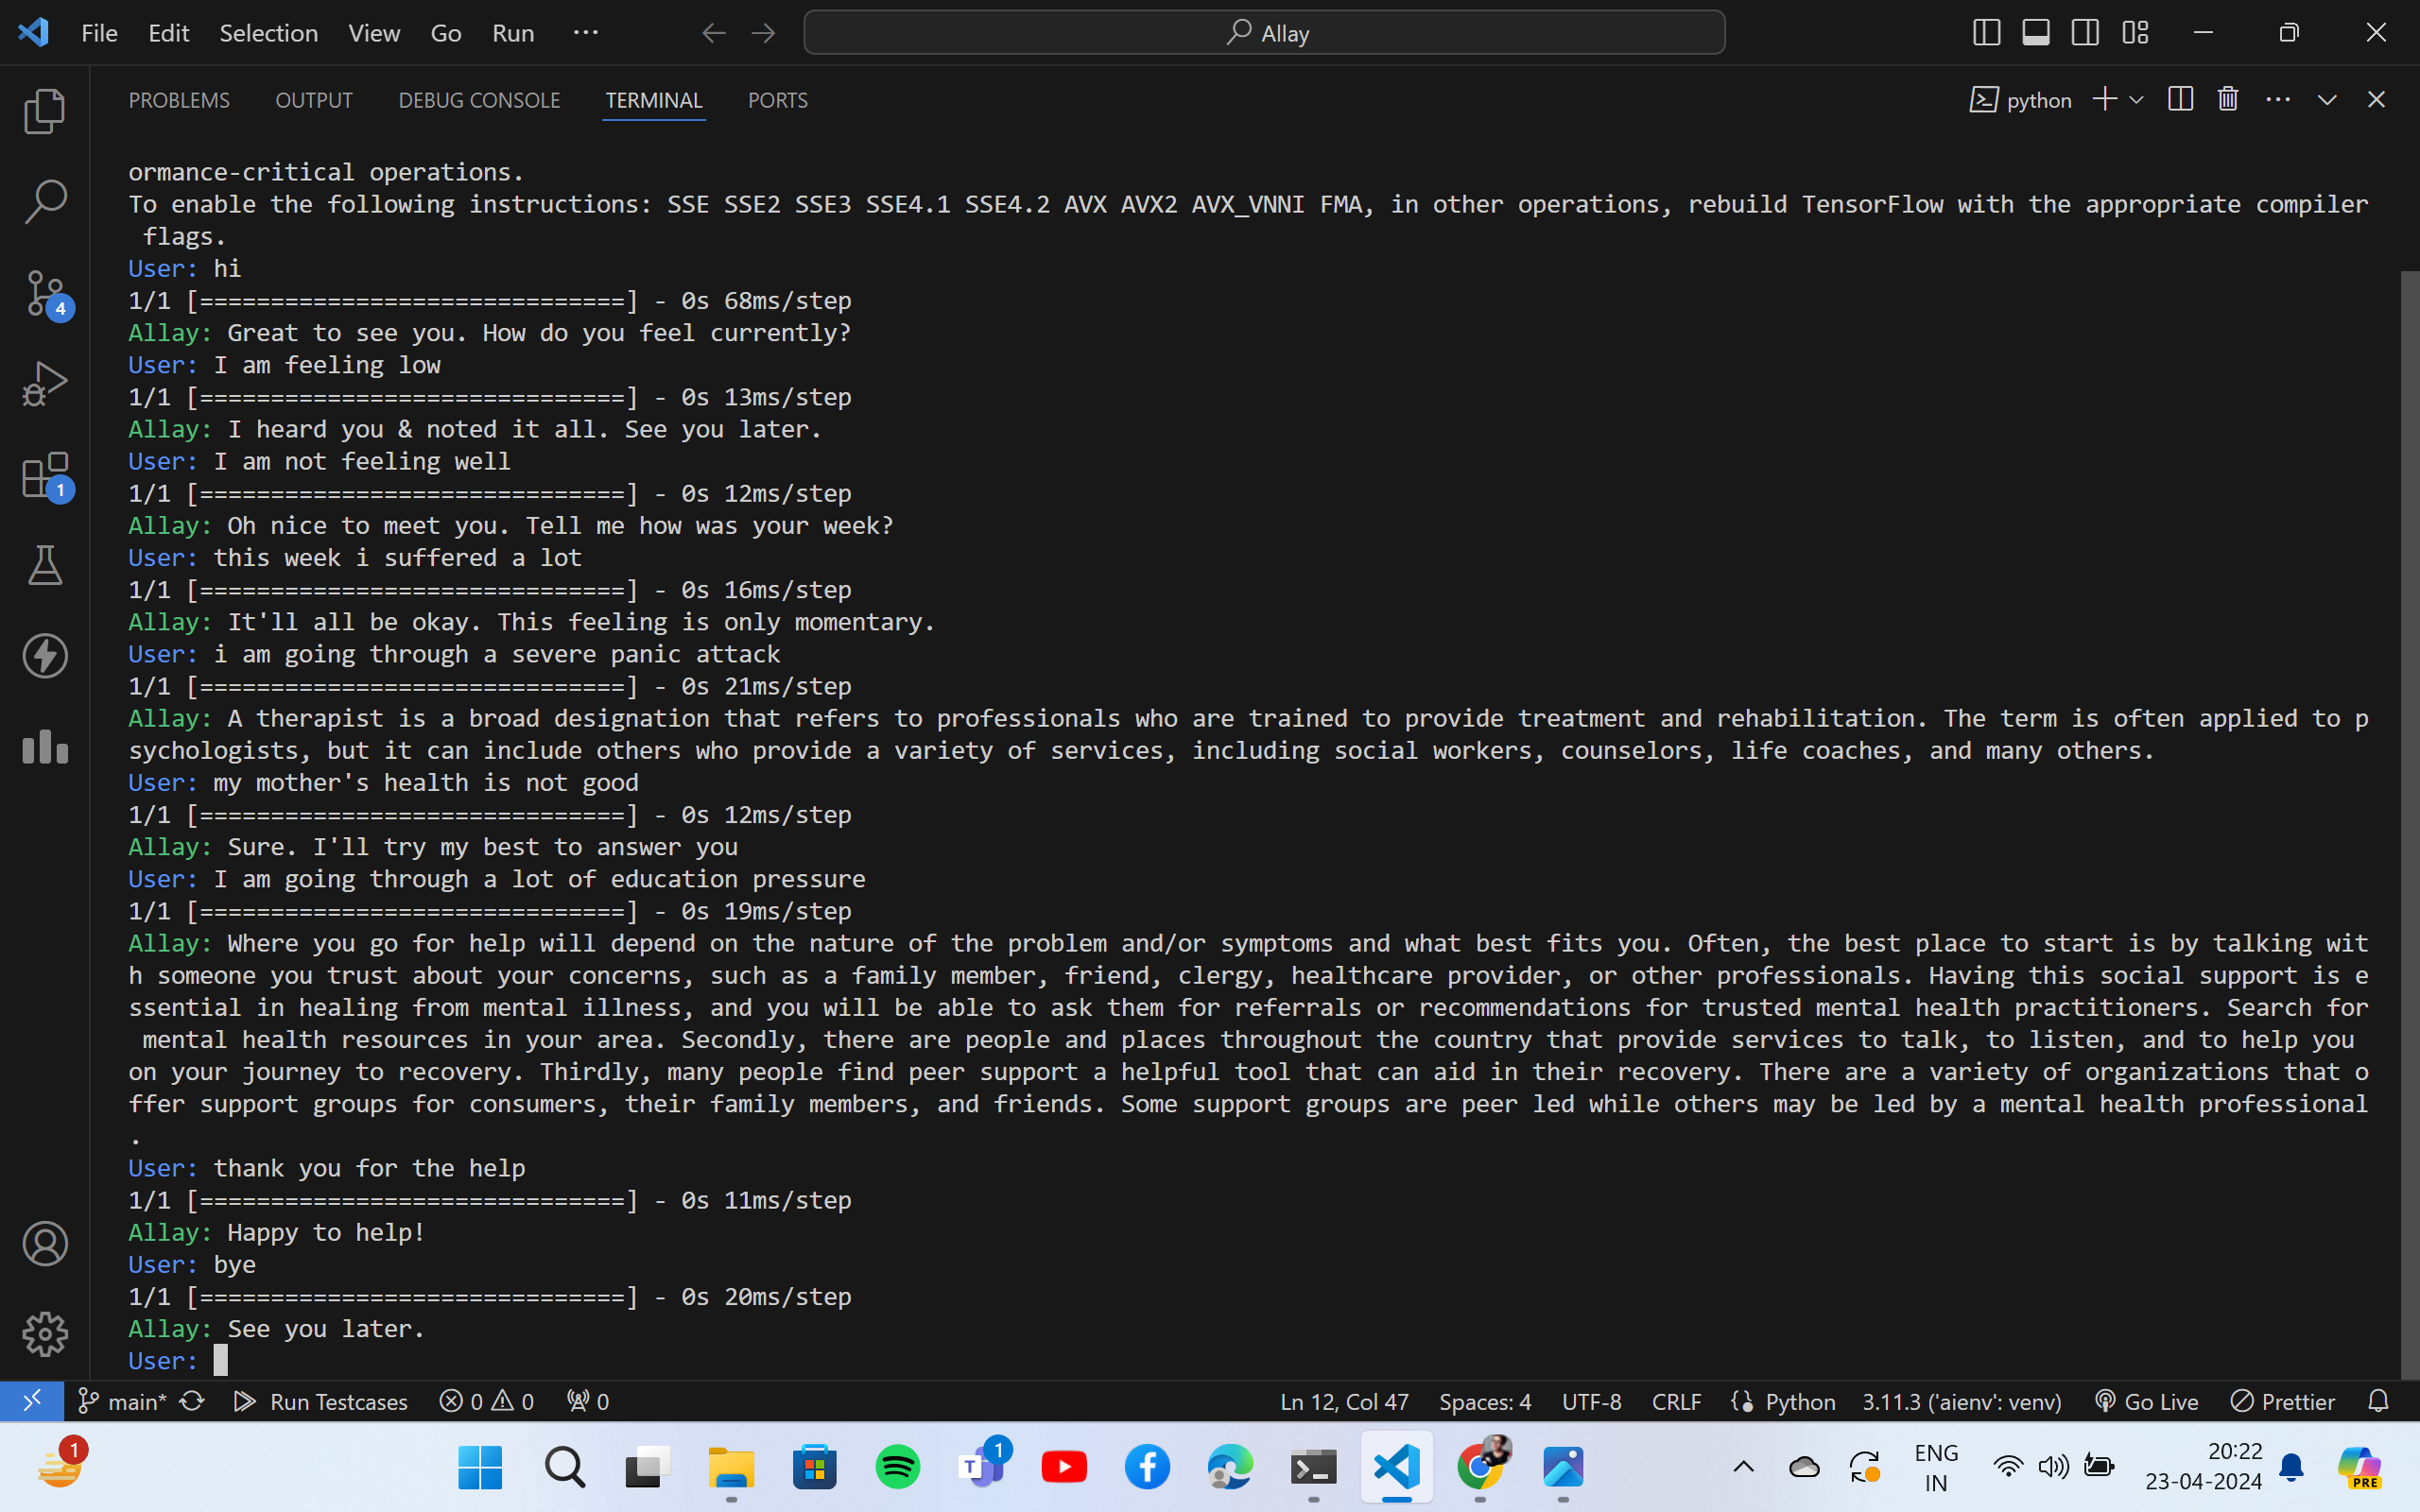 File Edit Selection View Go Run ··· Allay
PROBLEMS OUTPUT DEBUG CONSOLE TERMINAL PORTS python
ormance-critical operations.
To enable the following instructions: SSE SSE2 SSE3 SSE4.1 SSE4.2 AVX AVX2 AVX_VNNI FMA, in other operations, rebuild TensorFlow with the appropriate compiler
flags.
User: hi
1/1 [==============================] - 0s 68ms/step
Allay: Great to see you. How do you feel currently?
User: I am feeling low
1/1 [==============================] - 0s 13ms/step
Allay: I heard you & noted it all. See you later.
User: I am not feeling well
1/1 [==============================] - 0s 12ms/step
Allay: Oh nice to meet you. Tell me how was your week?
User: this week i suffered a lot
1/1 [==============================] - 0s 16ms/step
Allay: It'll all be okay. This feeling is only momentary.
User: i am going through a severe panic attack
1/1 [==============================] - 0s 21ms/step
Allay: A therapist is a broad designation that refers to professionals who are trained to provide treatment and rehabilitation. The term is often applied to p
sychologists, but it can include others who provide a variety of services, including social workers, counselors, life coaches, and many others.
User: my mother's health is not good
1/1 [==============================] - 0s 12ms/step
Allay: Sure. I'll try my best to answer you
User: I am going through a lot of education pressure
1/1 [==============================] - 0s 19ms/step
Allay: Where you go for help will depend on the nature of the problem and/or symptoms and what best fits you. Often, the best place to start is by talking wit
h someone you trust about your concerns, such as a family member, friend, clergy, healthcare provider, or other professionals. Having this social support is e
ssential in healing from mental illness, and you will be able to ask them for referrals or recommendations for trusted mental health practitioners. Search for
mental health resources in your area. Secondly, there are people and places throughout the country that provide services to talk, to listen, and to help you
on your journey to recovery. Thirdly, many people find peer support a helpful tool that can aid in their recovery. There are a variety of organizations that o
ffer support groups for consumers, their family members, and friends. Some support groups are peer led while others may be led by a mental health professional
.
User: thank you for the help
1/1 [==============================] - 0s 11ms/step
Allay: Happy to help!
User: bye
1/1 [==============================] - 0s 20ms/step
Allay: See you later.
User:
4
1
main* Run Testcases 0 0 0 Ln 12, Col 47 Spaces: 4 UTF-8 CRLF Python 3.11.3 ('aienv': venv) Go Live Prettier
1 1 T ENG 20:22
IN 23-04-2024 PRE